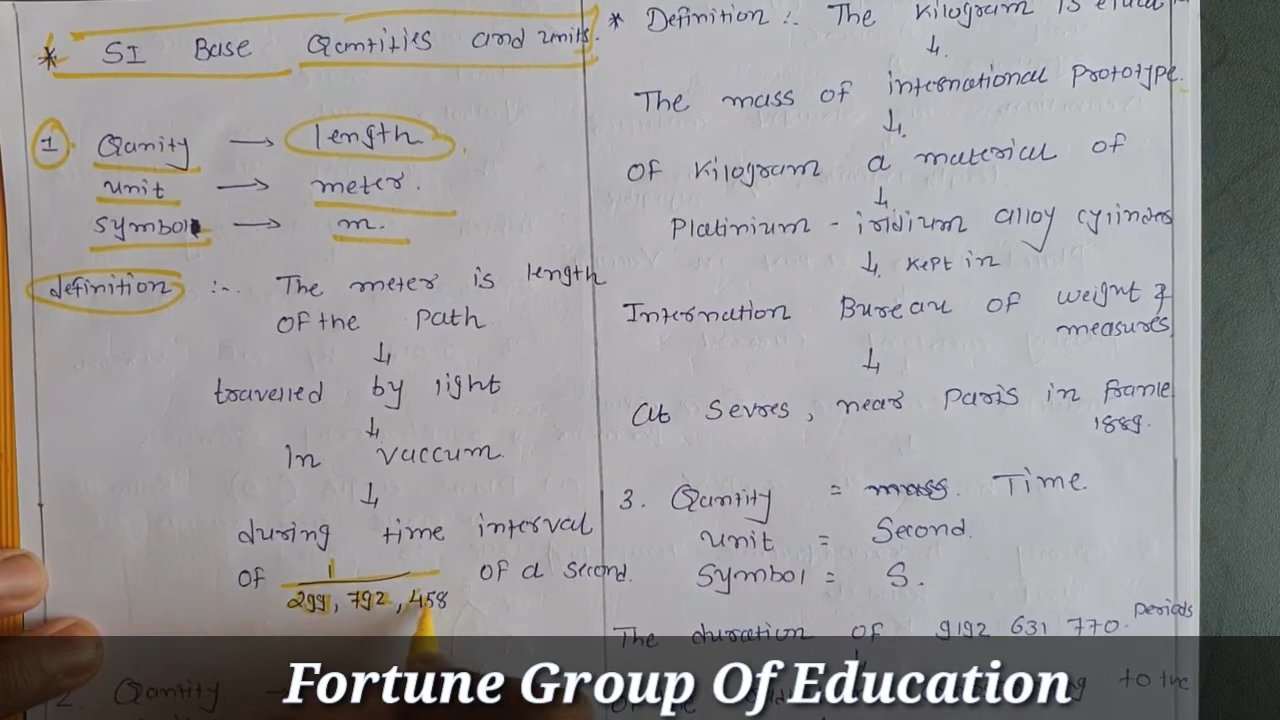 * SI Base Qantities and units.
1. Qanity → length.
unit → meter.
Symbol → m.
definition :-. The meter is length
of the path
travelled by light
In vaccum
during time interval
of 1/299, 792, 458 of a second.
2. Qantity
* Definition :. The Kilogram is
The mass of international prototype.
of kilogram a material of
Platinium - iridium alloy cylinder
Kept in
Internation Bureau of weight &
measures
at Sevres, near Paris in France
1889.
3. Qantity = mass. Time.
unit = Second.
Symbol = S.
The duration of 9192 631 770. periods
to the
Fortune Group Of Education